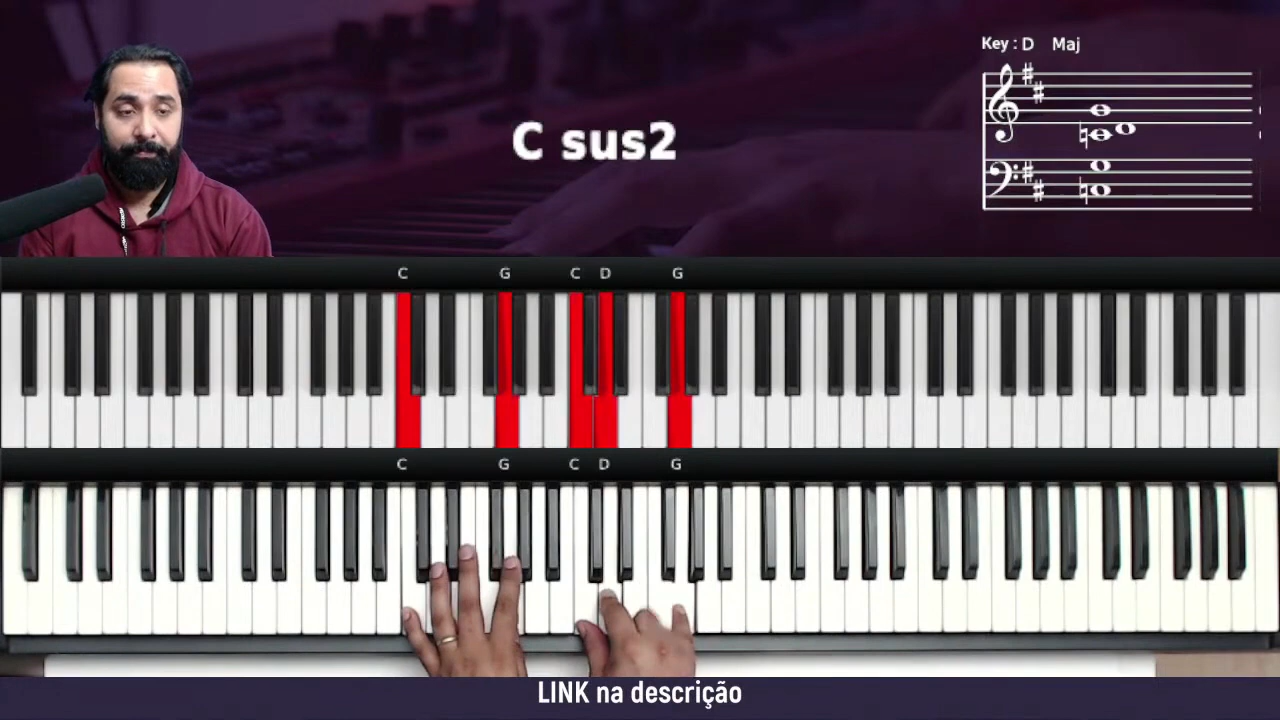 Key : D Maj
C sus2
C G C D G
C G C D G
LINK na descrição